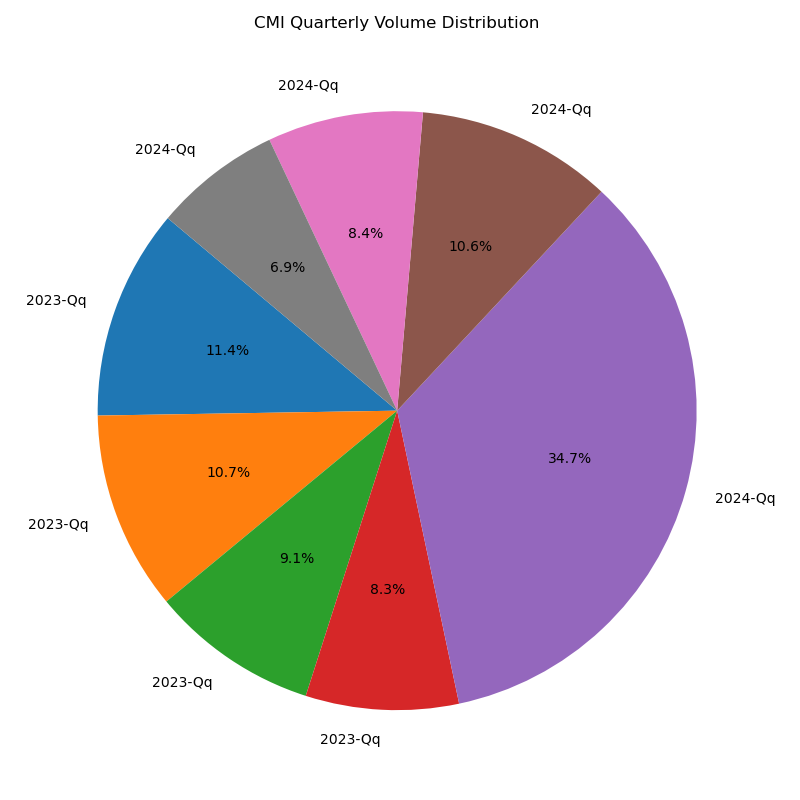 CMI Quarterly Volume Distribution
2024-Qq
2024-Qq
2024-Qq
8.4%
10.6%
6.9%
2023-Qq
11.4%
34.7%
10.7%
2024-Qq
2023-Qq
9.1%
8.3%
2023-Qq
2023-Qq